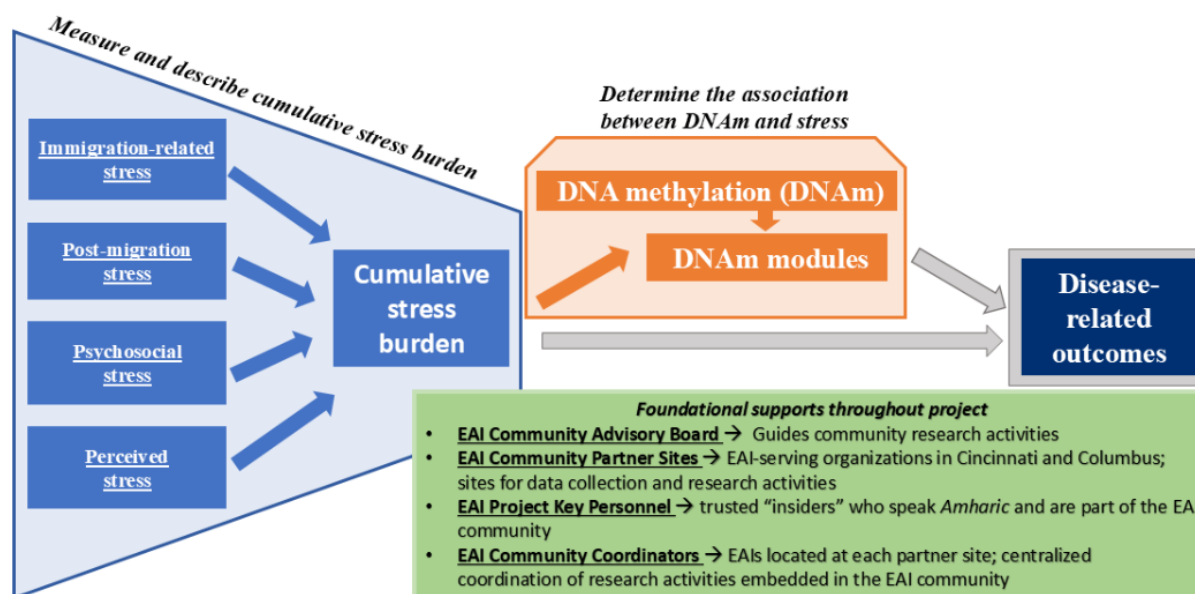 Measure and describe cumulative stress burden
Immigration-related
stress
Post-migration
stress
Psychosocial
stress
Perceived
stress
Cumulative
stress
burden
Determine the association
between DNAm and stress
DNA methylation (DNAm)
DNAm modules
Disease-
related
outcomes
Foundational supports throughout project
• EAI Community Advisory Board → Guides community research activities
• EAI Community Partner Sites → EAI-serving organizations in Cincinnati and Columbus;
sites for data collection and research activities
• EAI Project Key Personnel → trusted “insiders” who speak Amharic and are part of the EAI
community
• EAI Community Coordinators → EAIs located at each partner site; centralized
coordination of research activities embedded in the EAI community